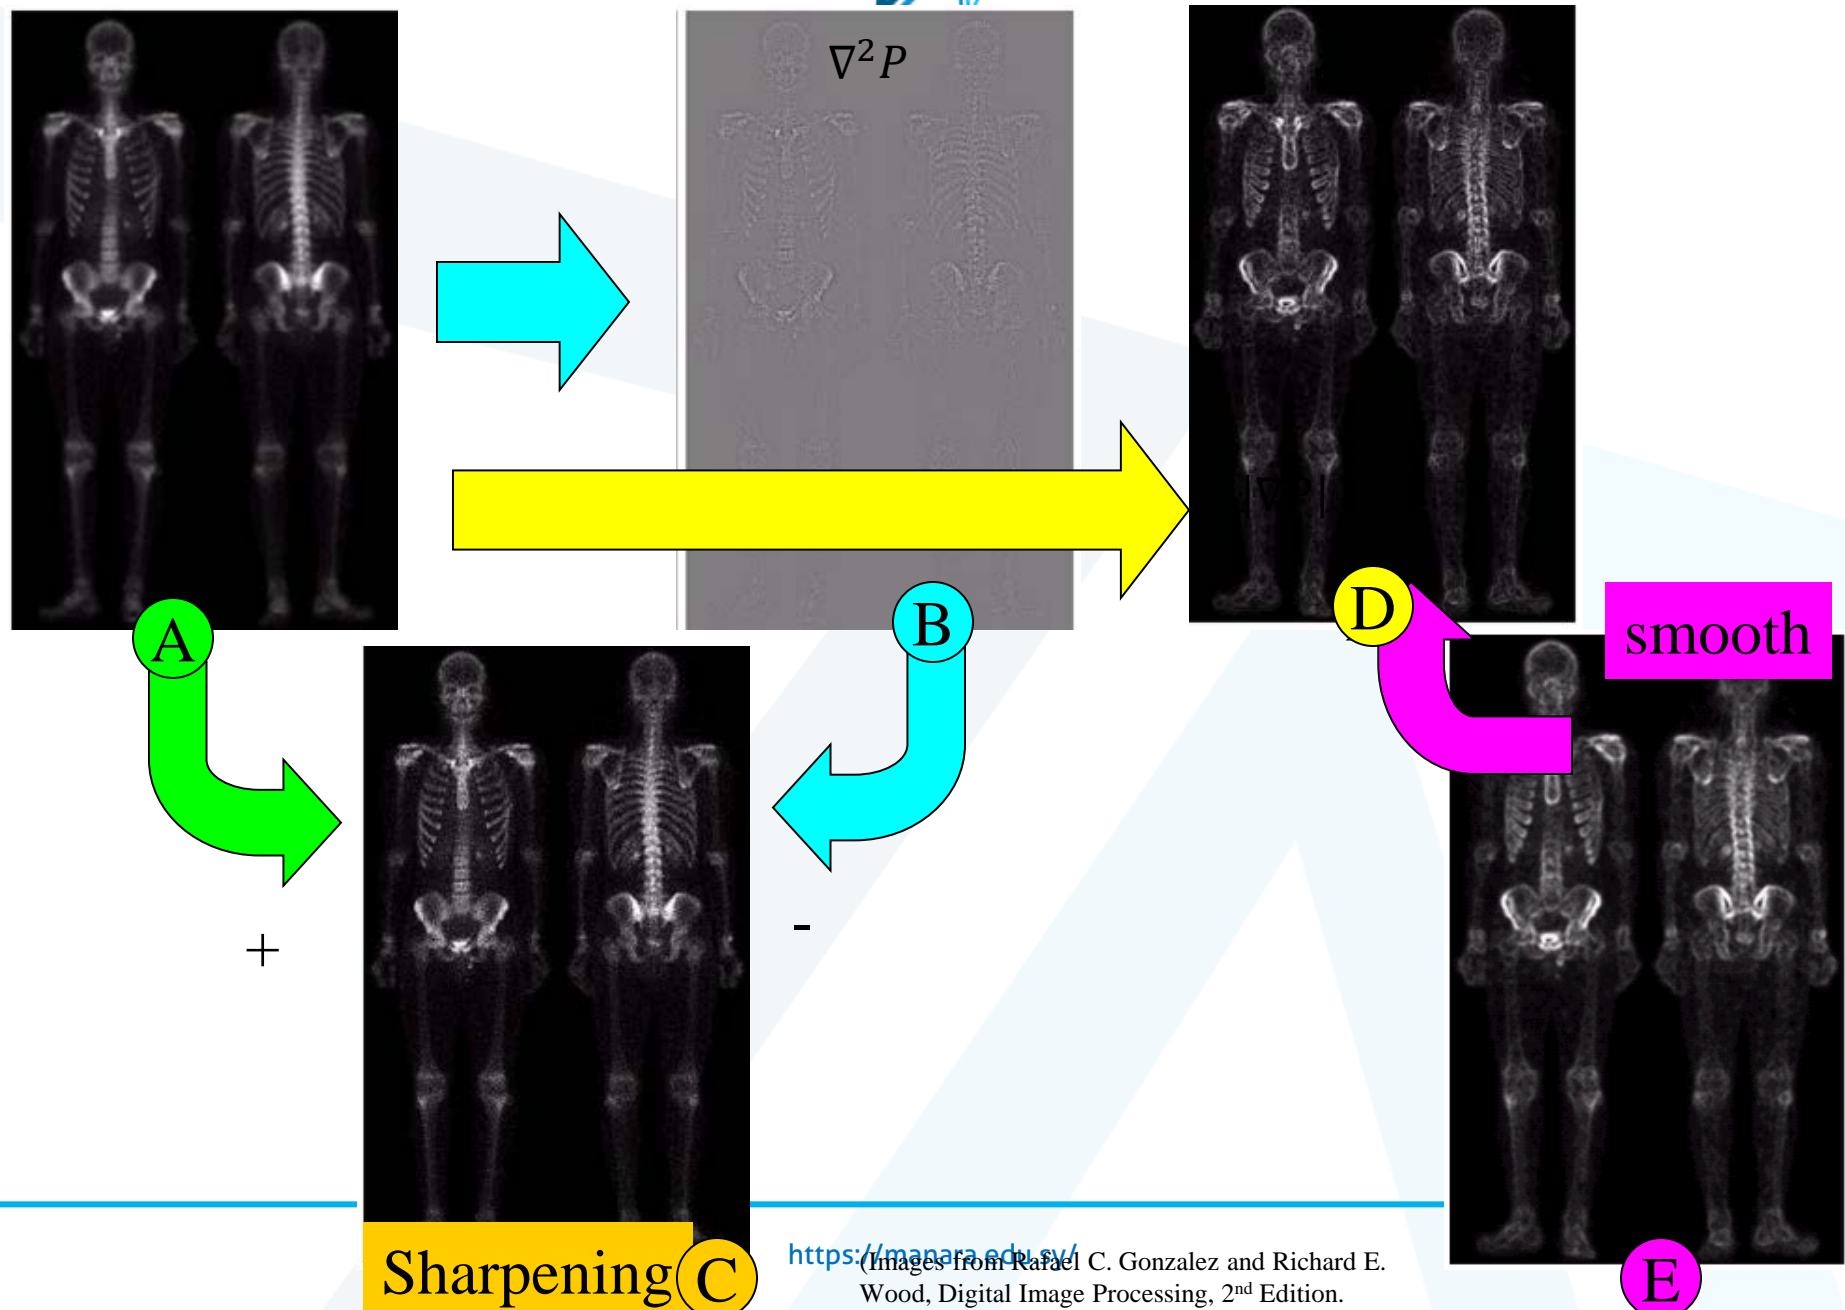 ∇²P
|∇P|
A
B
D
smooth
+
-
Sharpening
C
https://manara.edu.sy/
(Images from Rafael C. Gonzalez and Richard E.
Wood, Digital Image Processing, 2nd Edition.
E